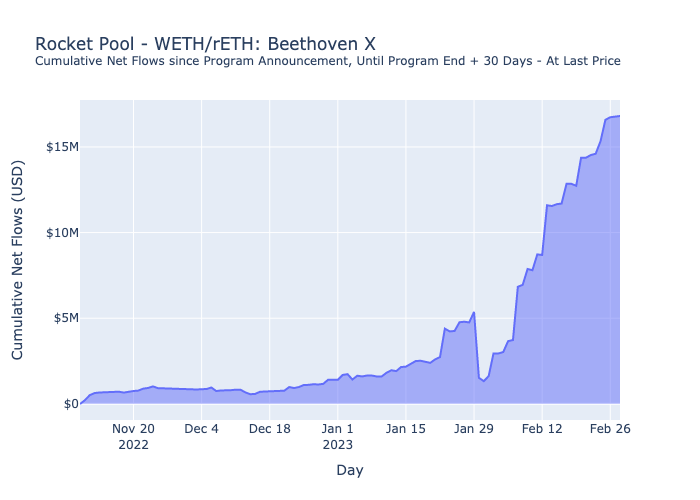 Rocket Pool - WETH/rETH: Beethoven X
Cumulative Net Flows since Program Announcement, Until Program End + 30 Days - At Last Price
Cumulative Net Flows (USD)
$15M
$10M
$5M
$0
Nov 20 Dec 4 Dec 18 Jan 1 Jan 15 Jan 29 Feb 12 Feb 26
2022 2023
Day